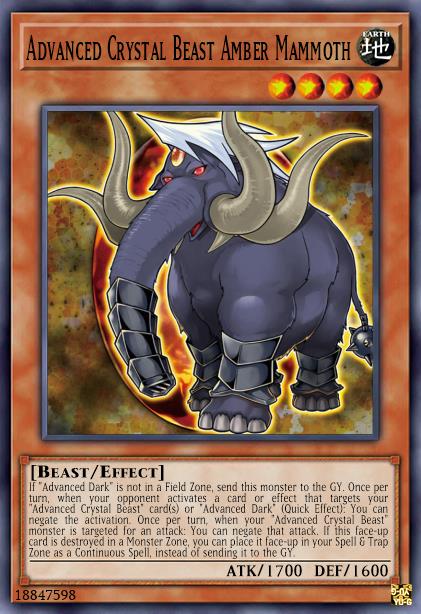 ADVANCED CRYSTAL BEAST AMBER MAMMOTH
EARTH
地
[BEAST/EFFECT]
If "Advanced Dark" is not in a Field Zone, send this monster to the GY. Once per
turn, when your opponent activates a card or effect that targets your
"Advanced Crystal Beast" card(s) or "Advanced Dark" (Quick Effect): You can
negate the activation. Once per turn, when your "Advanced Crystal Beast"
monster is targeted for an attack: You can negate that attack. If this face-up
card is destroyed in a Monster Zone, you can place it face-up in your Spell & Trap
Zone as a Continuous Spell, instead of sending it to the GY.
ATK/1700 DEF/1600
18847598